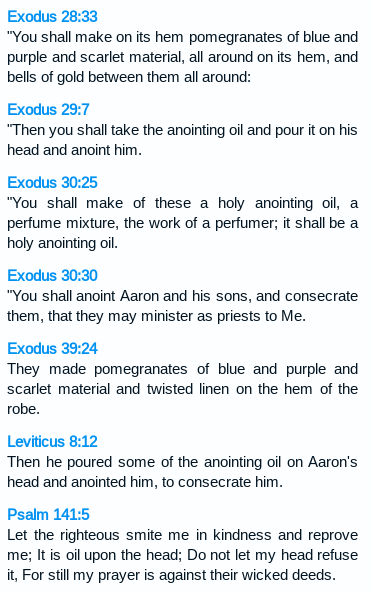 Exodus 28:33
"You shall make on its hem pomegranates of blue and
purple and scarlet material, all around on its hem, and
bells of gold between them all around:
Exodus 29:7
"Then you shall take the anointing oil and pour it on his
head and anoint him.
Exodus 30:25
"You shall make of these a holy anointing oil, a
perfume mixture, the work of a perfumer; it shall be a
holy anointing oil.
Exodus 30:30
"You shall anoint Aaron and his sons, and consecrate
them, that they may minister as priests to Me.
Exodus 39:24
They made pomegranates of blue and purple and
scarlet material and twisted linen on the hem of the
robe.
Leviticus 8:12
Then he poured some of the anointing oil on Aaron's
head and anointed him, to consecrate him.
Psalm 141:5
Let the righteous smite me in kindness and reprove
me; It is oil upon the head; Do not let my head refuse
it, For still my prayer is against their wicked deeds.